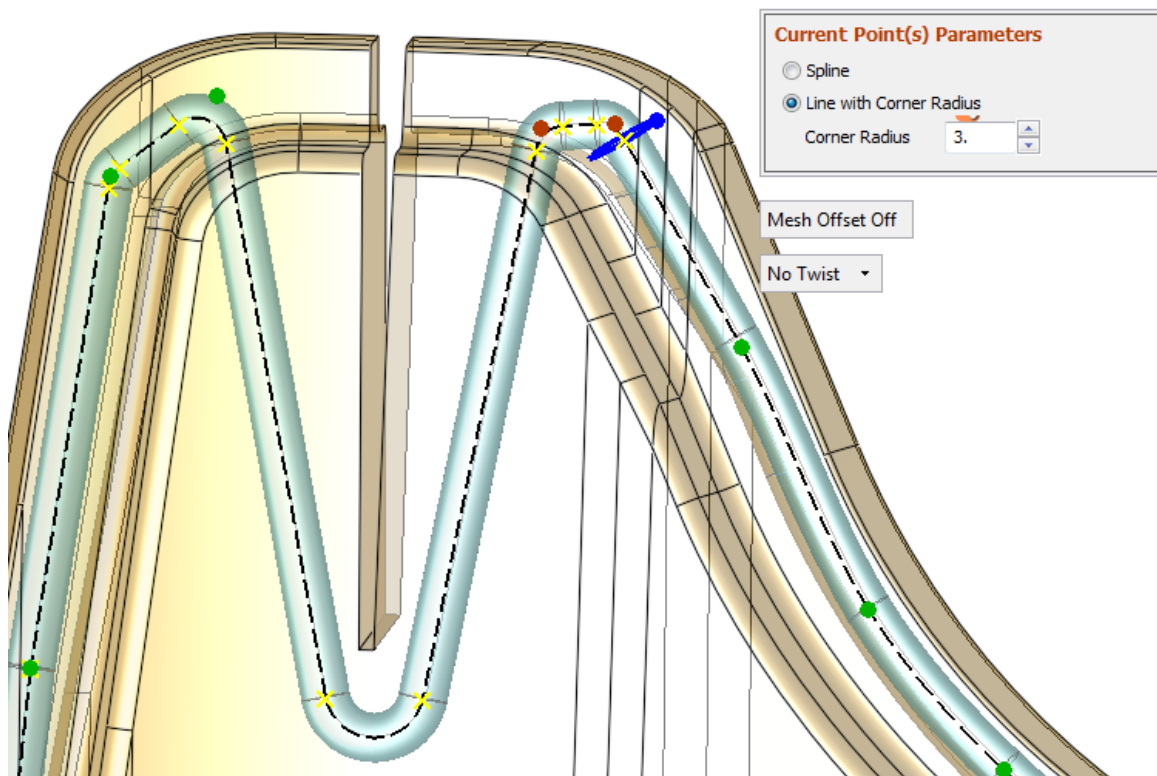 Current Point(s) Parameters
Spline
Line with Corner Radius
Corner Radius 3.
Mesh Offset Off
No Twist